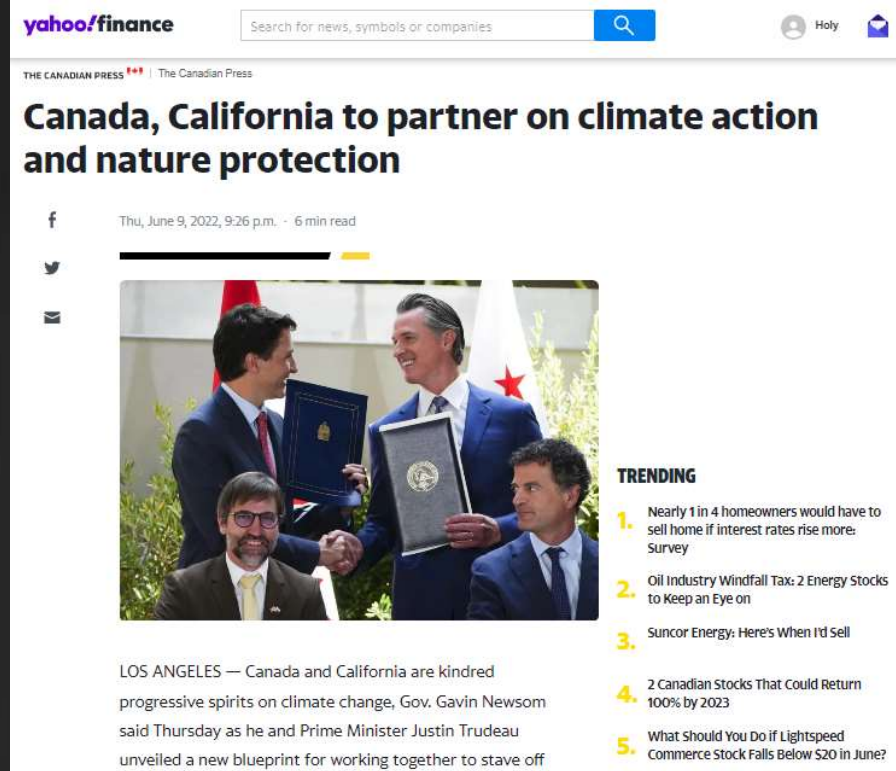 yahoo!finance
Search for news, symbols or companies
Holy
THE CANADIAN PRESS | The Canadian Press
Canada, California to partner on climate action
and nature protection
Thu, June 9, 2022, 9:26 p.m. · 6 min read
LOS ANGELES — Canada and California are kindred
progressive spirits on climate change, Gov. Gavin Newsom
said Thursday as he and Prime Minister Justin Trudeau
unveiled a new blueprint for working together to stave off
TRENDING
1. Nearly 1 in 4 homeowners would have to
sell home if interest rates rise more:
Survey
2. Oil Industry Windfall Tax: 2 Energy Stocks
to Keep an Eye on
3. Suncor Energy: Here's When I'd Sell
4. 2 Canadian Stocks That Could Return
100% by 2023
5. What Should You Do if Lightspeed
Commerce Stock Falls Below $20 in June?